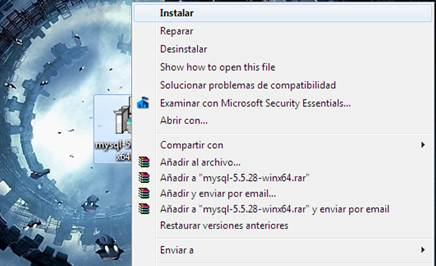 Instalar
Reparar
Desinstalar
Show how to open this file
Solucionar problemas de compatibilidad
Examinar con Microsoft Security Essentials...
Abrir con...
Compartir con
Añadir al archivo...
Añadir a "mysql-5.5.28-winx64.rar"
Añadir y enviar por email...
Añadir a "mysql-5.5.28-winx64.rar" y enviar por email
Restaurar versiones anteriores
Enviar a
mysql-5
x64